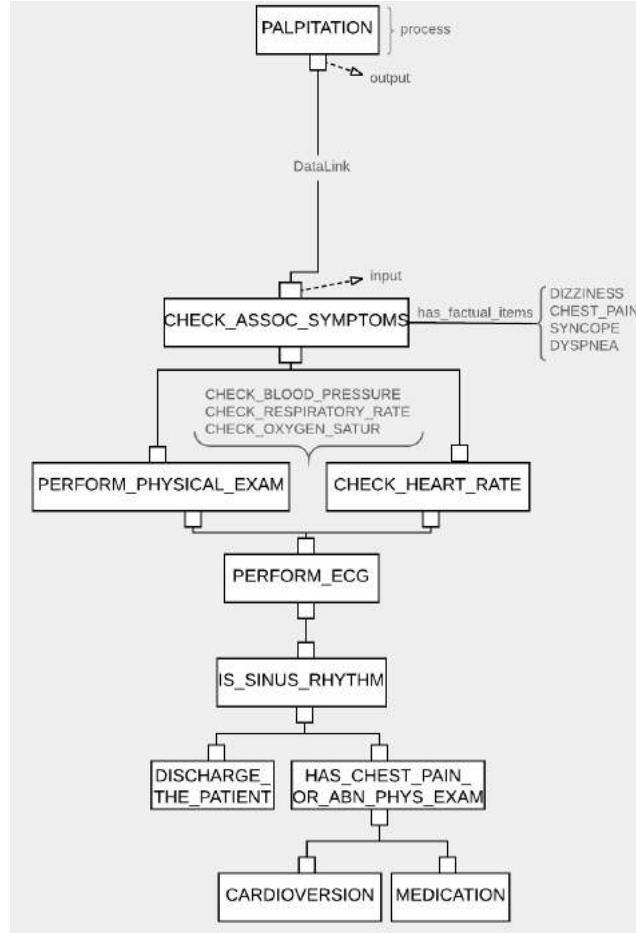 PALPITATION
process
output
DataLink
input
CHECK_ASSOC_SYMPTOMS
has_factual_items
DIZZINESS
CHEST_PAIN
SYNCOPE
DYSPNEA
CHECK_BLOOD_PRESSURE
CHECK_RESPIRATORY_RATE
CHECK_OXYGEN_SATUR
PERFORM_PHYSICAL_EXAM
CHECK_HEART_RATE
PERFORM_ECG
IS_SINUS_RHYTHM
DISCHARGE_
THE_PATIENT
HAS_CHEST_PAIN_
OR_ABN_PHYS_EXAM
CARDIOVERSION
MEDICATION